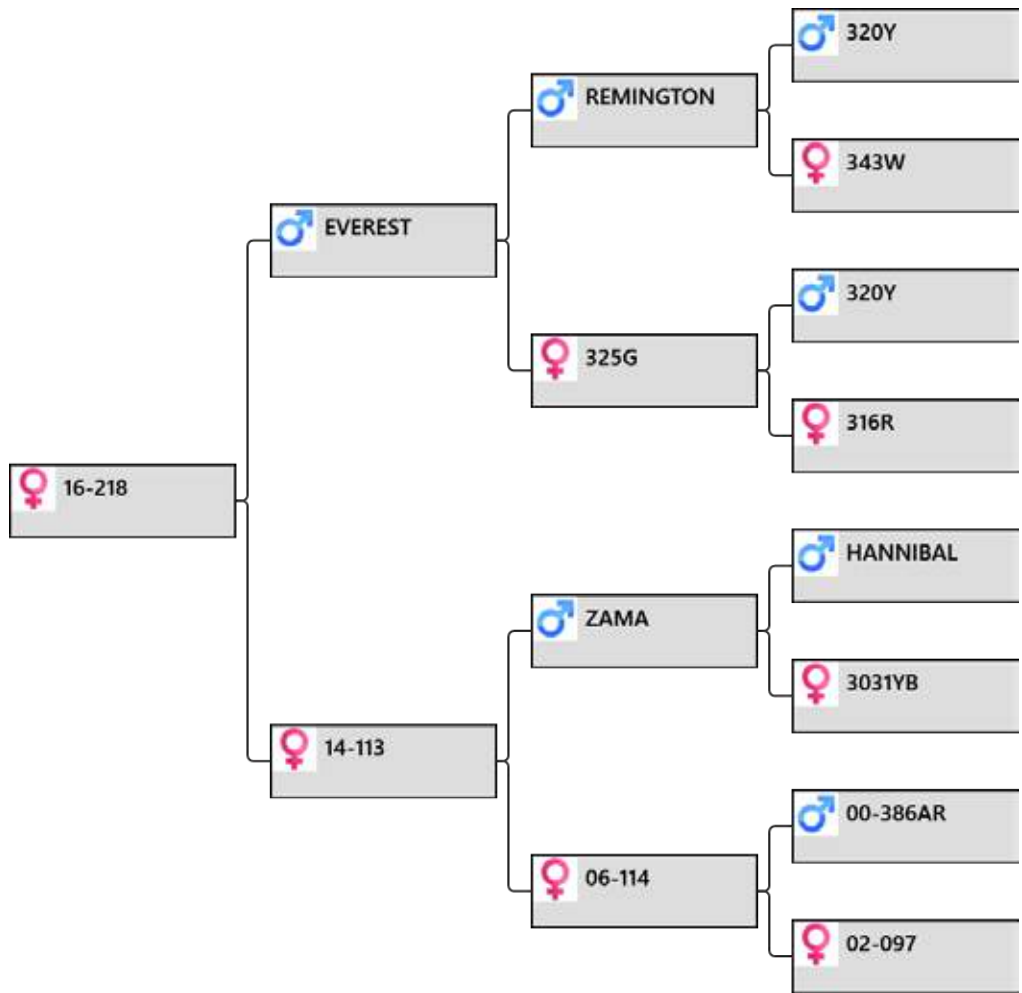 320Y
REMINGTON
343W
EVEREST
320Y
325G
316R
16-218
HANNIBAL
ZAMA
3031YB
14-113
00-386AR
06-114
02-097